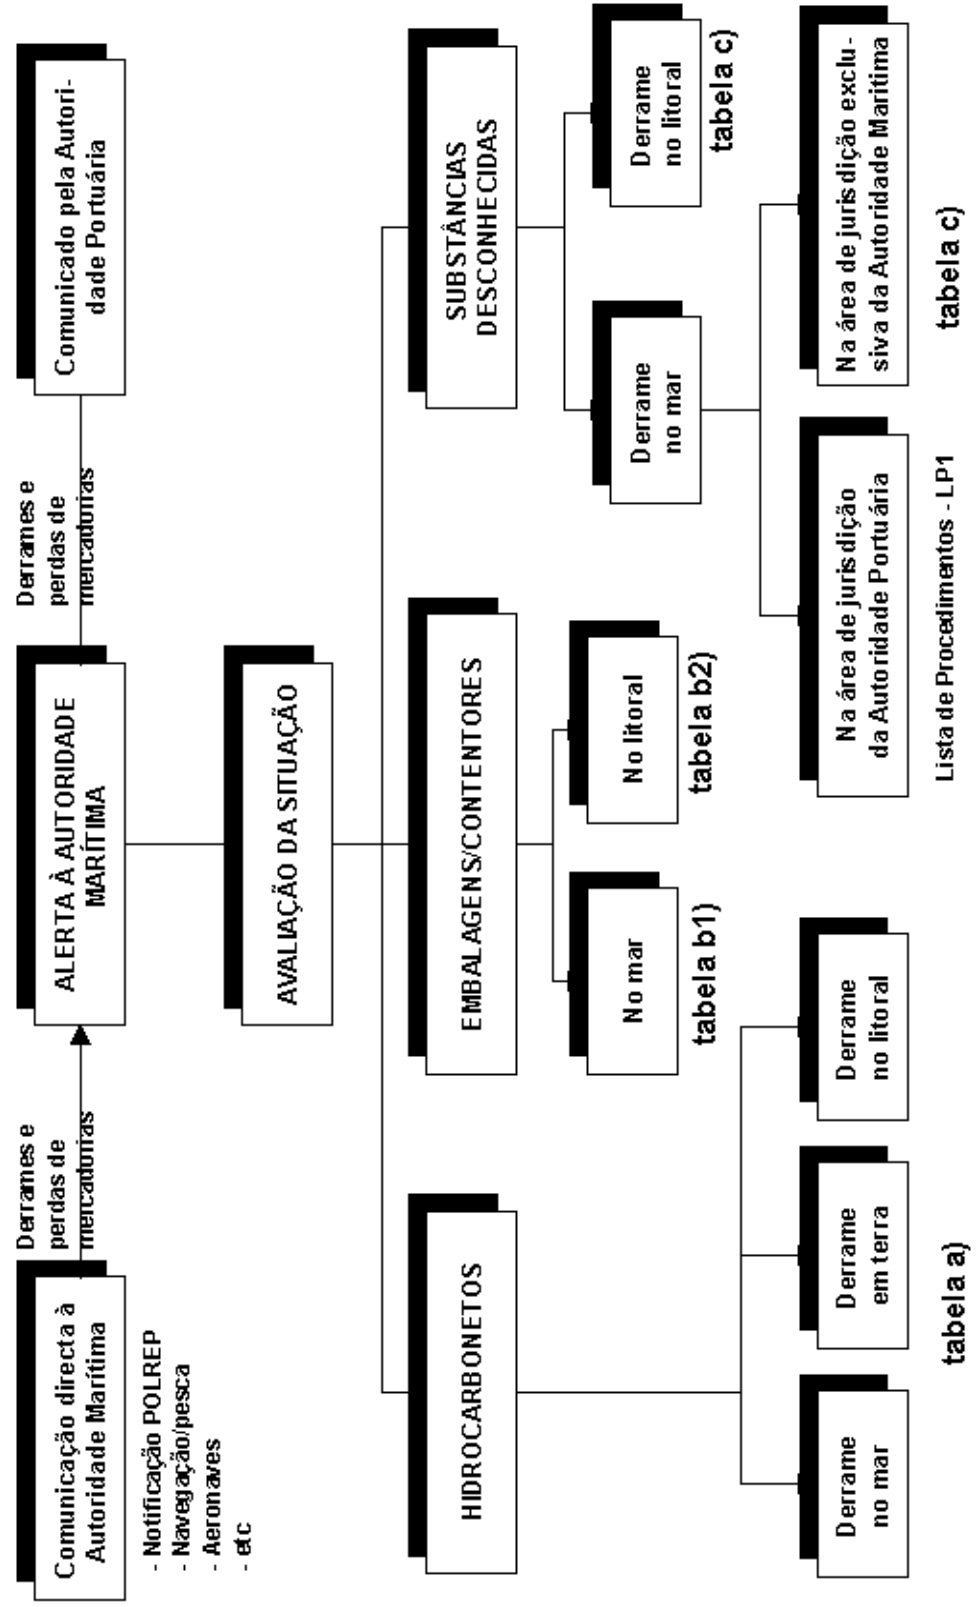 Comunicação directa à
Autoridade Marítima
- Notificação POLREP
- Navegação/pesca
- Aeronaves
- etc
Derrames e
perdas de
mercadorias
ALERTA À AUTORIDADE
MARÍTIMA
Derrames e
perdas de
mercadorias
Comunicado pela Autori-
dade Portuária
AVALIAÇÃO DA SITUAÇÃO
HIDROCARBONETOS
EMBALAGENS/CONTENTORES
SUBSTÂNCIAS
DESCONHECIDAS
Derrame
no mar
Derrame
em terra
Derrame
no litoral
tabela a)
No mar
tabela b1)
No litoral
tabela b2)
Derrame
no mar
Derrame
no litoral
tabela c)
Na área de jurisdição
da Autoridade Portuária
Lista de Procedimentos - LP1
Na área de jurisdição exclu-
siva da Autoridade Maritima
tabela c)